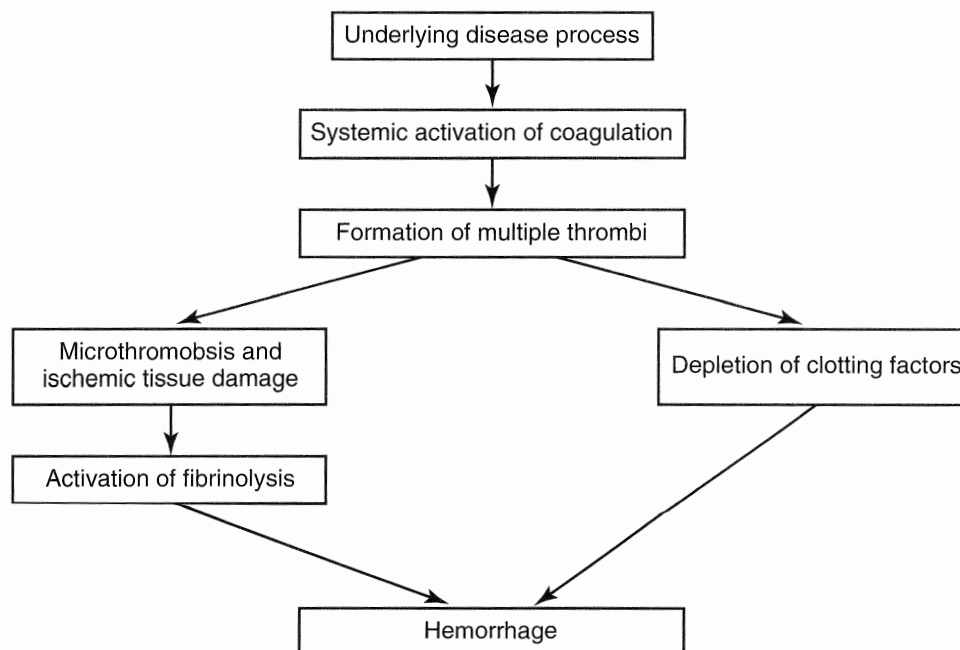 Underlying disease process
Systemic activation of coagulation
Formation of multiple thrombi
Microthromobsis and
ischemic tissue damage
Depletion of clotting factors
Activation of fibrinolysis
Hemorrhage